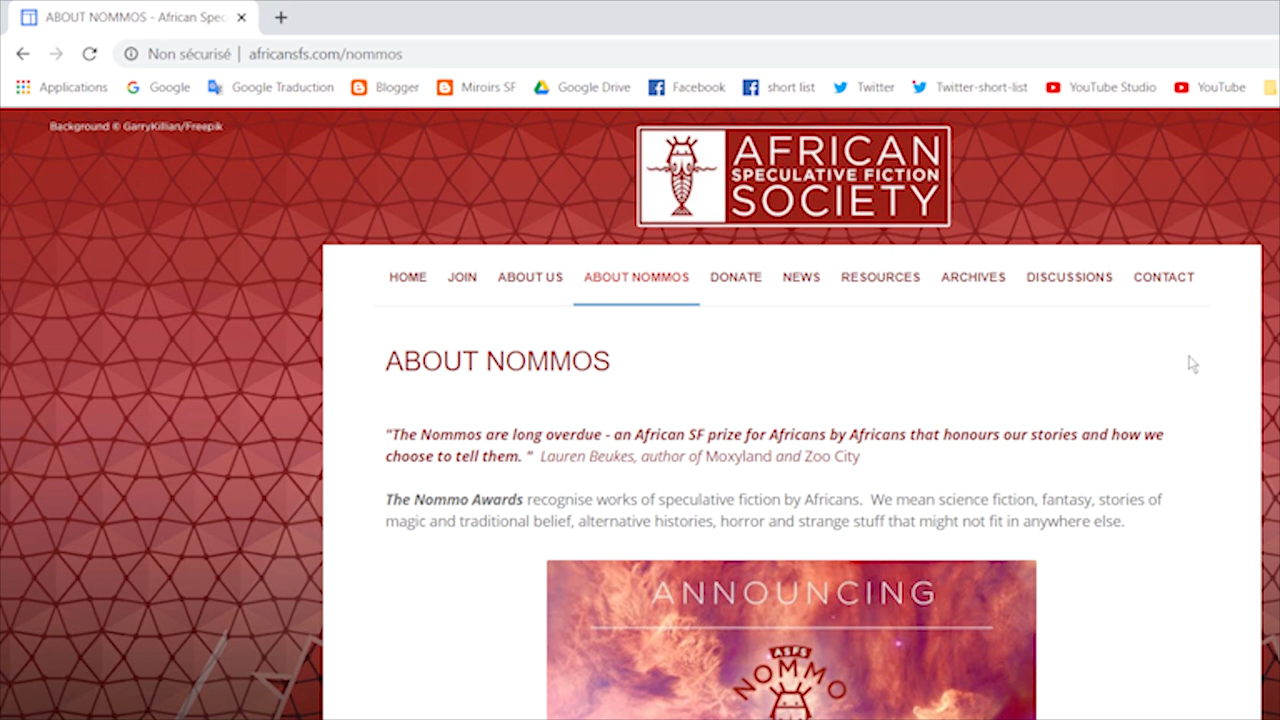 ABOUT NOMMOS - African Spec
Non sécurisé | africansfs.com/nommos
Applications Google Google Traduction Blogger Miroirs SF Google Drive Facebook short list Twitter Twitter-short-list YouTube Studio YouTube
Background © GarryKillian/Freepik
AFRICAN
SPECULATIVE FICTION
SOCIETY
HOME JOIN ABOUT US ABOUT NOMMOS DONATE NEWS RESOURCES ARCHIVES DISCUSSIONS CONTACT
ABOUT NOMMOS
"The Nommos are long overdue - an African SF prize for Africans by Africans that honours our stories and how we
choose to tell them. " Lauren Beukes, author of Moxyland and Zoo City
The Nommo Awards recognise works of speculative fiction by Africans. We mean science fiction, fantasy, stories of
magic and traditional belief, alternative histories, horror and strange stuff that might not fit in anywhere else.
ANNOUNCING
ASFS
NOMMO